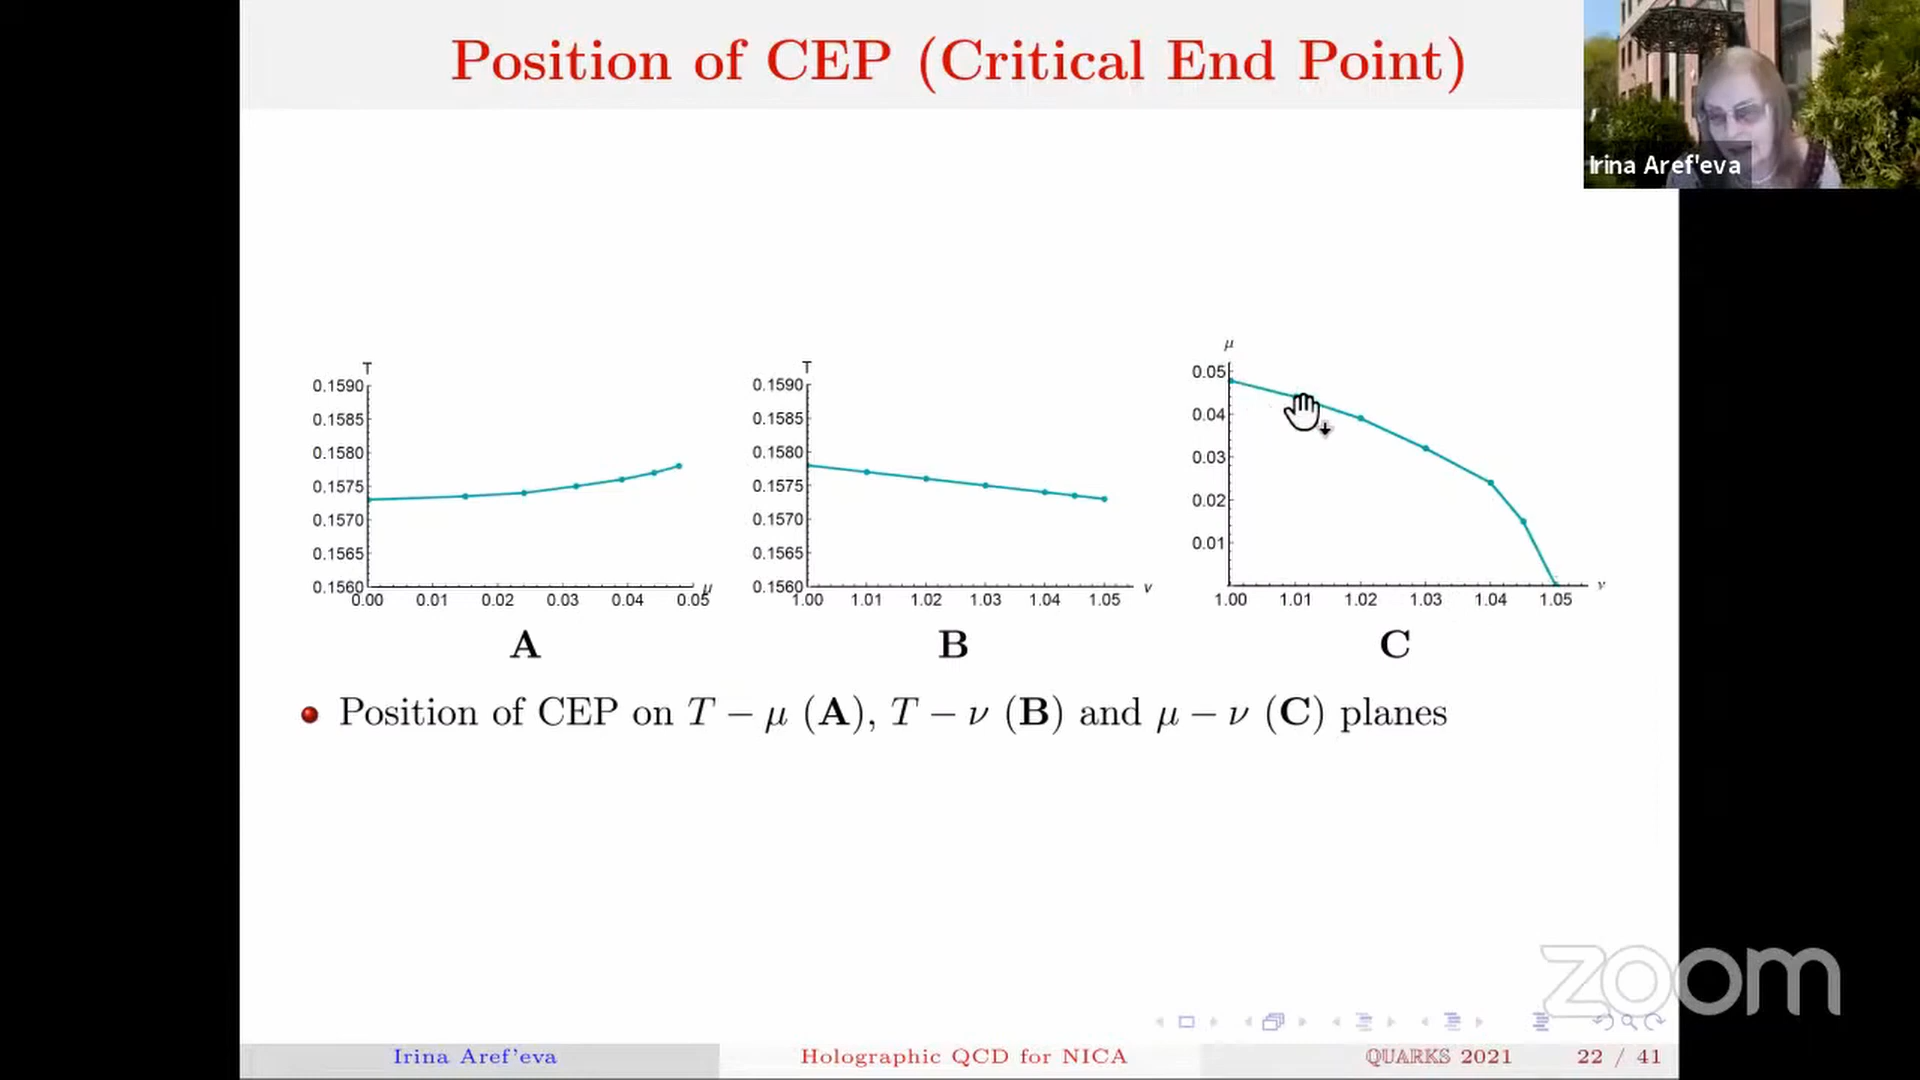 Position of CEP (Critical End Point)
Irina Aref'eva
T
0.1590
0.1585
0.1580
0.1575
0.1570
0.1565
0.1560
0.00 0.01 0.02 0.03 0.04 0.05 μ
A
T
0.1590
0.1585
0.1580
0.1575
0.1570
0.1565
0.1560
1.00 1.01 1.02 1.03 1.04 1.05 ν
B
μ
0.05
0.04
0.03
0.02
0.01
1.00 1.01 1.02 1.03 1.04 1.05 ν
C
Position of CEP on T − μ (A), T − ν (B) and μ − ν (C) planes
zoom
Irina Aref'eva Holographic QCD for NICA QUARKS 2021 22 / 41